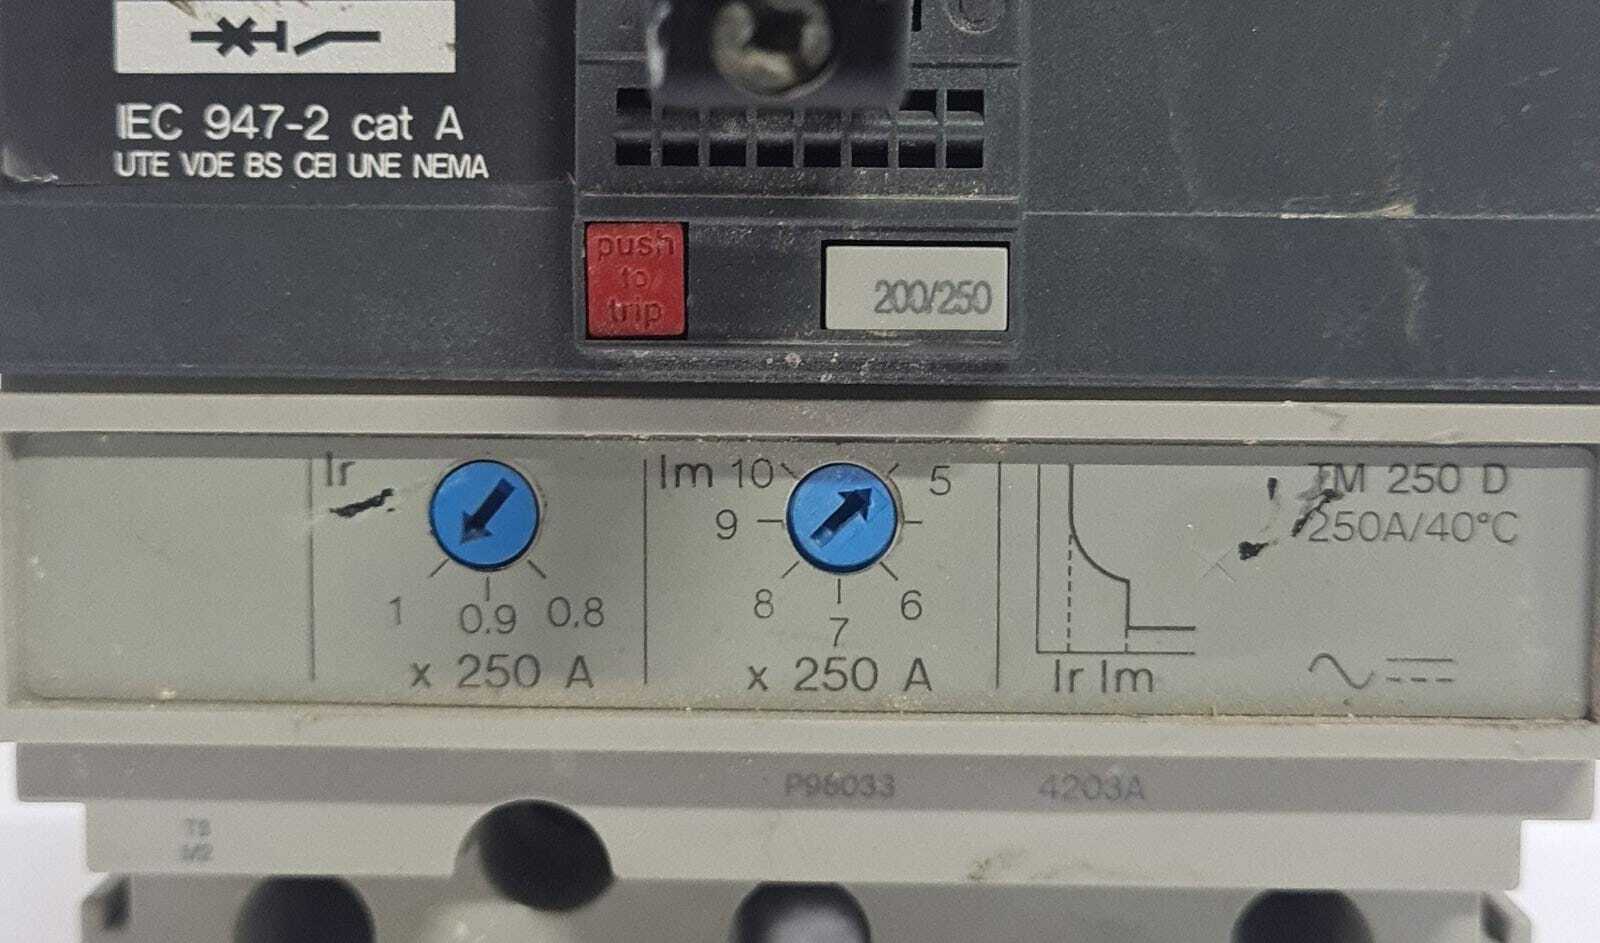 IEC 947-2 cat A
UTE VDE BS CEI UNE NEMA
push
to
trip
200/250
Ir
1
0.9
0.8
x 250 A
Im
10
5
9
8
6
7
x 250 A
Ir Im
TM 250 D
250A/40°C
P96033
4203A